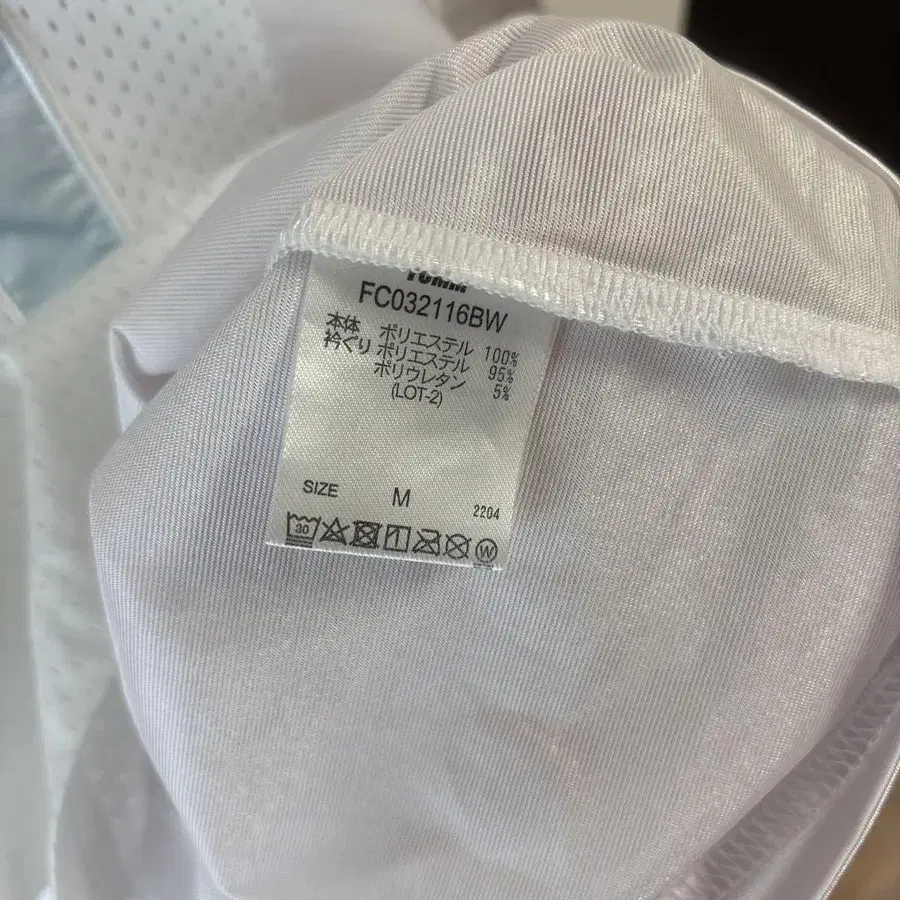 FC032116BW
本体 ポリエステル 100%
衿ぐり ポリエステル 95%
ポリウレタン 5%
(LOT-2)
SIZE M
2204
30
W